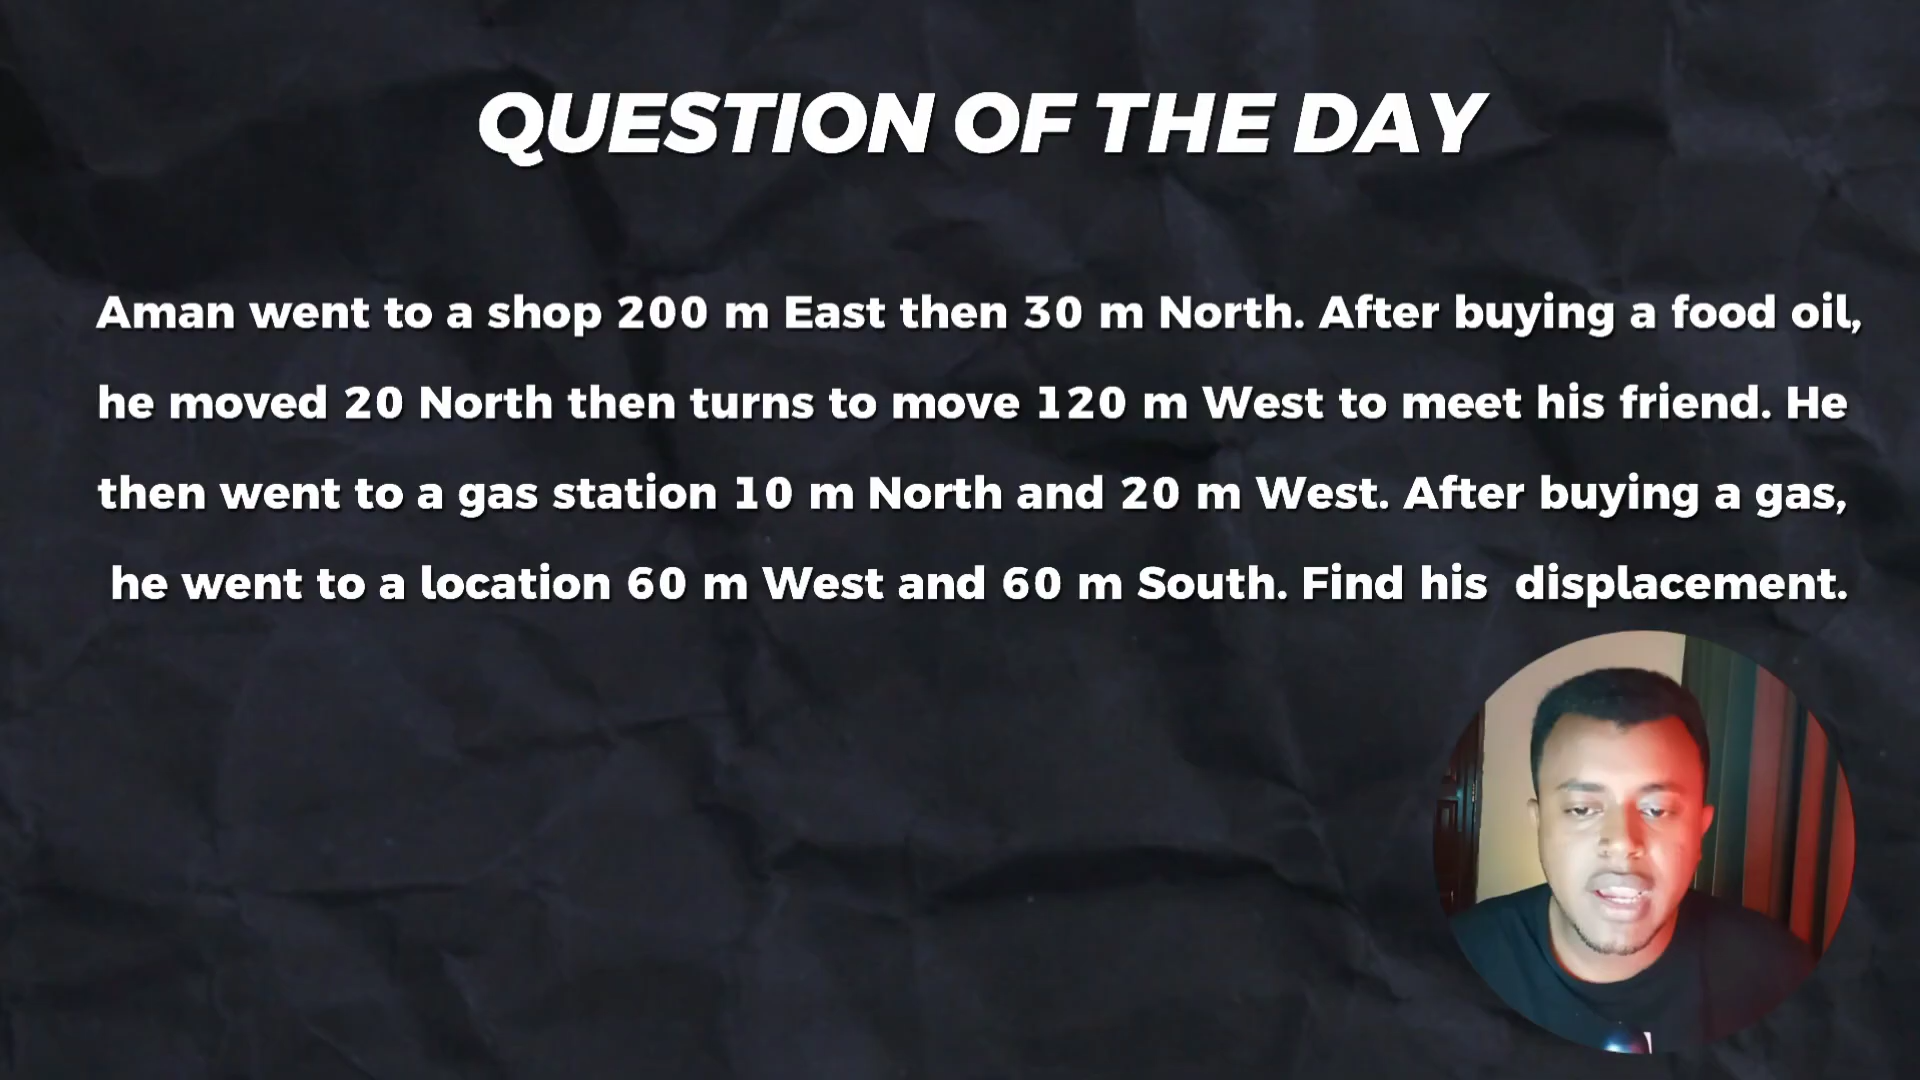 QUESTION OF THE DAY
Aman went to a shop 200 m East then 30 m North. After buying a food oil,
he moved 20 North then turns to move 120 m West to meet his friend. He
then went to a gas station 10 m North and 20 m West. After buying a gas,
he went to a location 60 m West and 60 m South. Find his displacement.